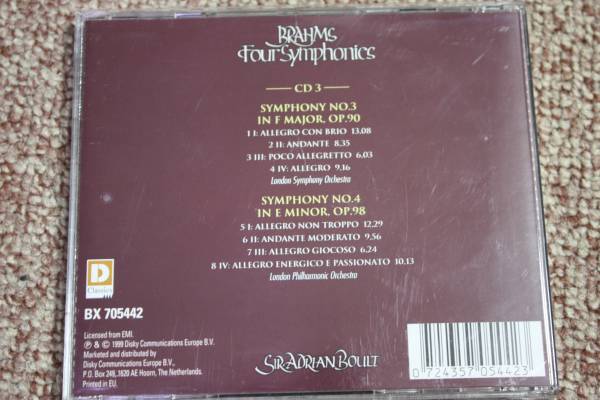 BRAHMS
Four Symphonies
CD 3
SYMPHONY NO.3
IN F MAJOR, OP.90
1 I: ALLEGRO CON BRIO 13.08
2 II: ANDANTE 8.35
3 III: POCO ALLEGRETTO 6.03
4 IV: ALLEGRO 9.16
London Symphony Orchestra
SYMPHONY NO.4
IN E MINOR, OP.98
5 I: ALLEGRO NON TROPPO 12.29
6 II: ANDANTE MODERATO 9.56
7 III: ALLEGRO GIOCOSO 6.24
8 IV: ALLEGRO ENERGICO E PASSIONATO 10.13
London Philharmonic Orchestra
D
Classics
BX 705442
Licensed from EMI.
℗ & © 1999 Disky Communications Europe B.V.
Marketed and distributed by
Disky Communications Europe B.V.,
P.O. Box 249, 1620 AE Hoorn, The Netherlands.
Printed in EU.
SIR ADRIAN BOULT
0 724357 054423